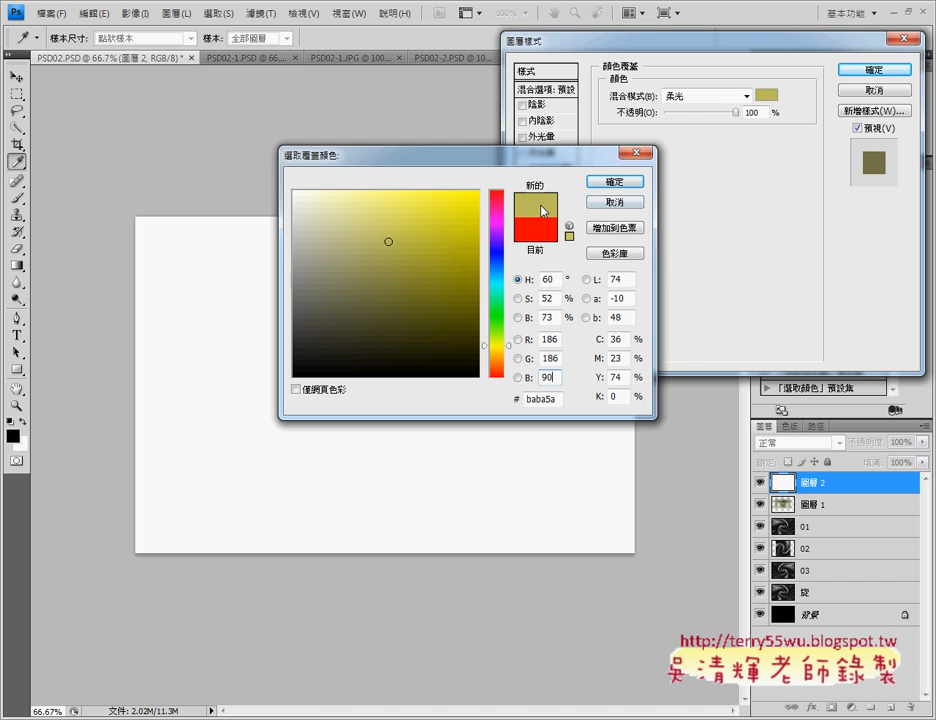 Ps 檔案(F) 編輯(E) 影像(I) 圖層(L) 選取(S) 濾鏡(T) 檢視(V) 視窗(W) 說明(H) 100% 基本功能
樣本尺寸: 點狀樣本 樣本: 全部圖層
PSD02.PSD @ 66.7% (圖層 2, RGB/8) * × PSD02-1.PSD @ 66.... × PSD02-1.JPG @ 100... × PSD02-2.PSD @ 10...
圖層樣式
樣式
混合選項: 預設
陰影
內陰影
外光暈
顏色覆蓋
顏色
混合模式(B): 柔光
不透明(O): 100 %
確定
取消
新增樣式(W)...
預視(V)
選取覆蓋顏色:
新的
目前
確定
取消
增加到色票
色彩庫
H: 60 ° L: 74
S: 52 % a: -10
B: 73 % b: 48
R: 186 C: 36 %
G: 186 M: 23 %
B: 90 Y: 74 %
# baba5a K: 0 %
僅網頁色彩
「選取顏色」預設集
圖層 色版 路徑
正常 不透明度: 100%
鎖定: 填滿: 100%
圖層 2
圖層 1
01
02
03
旋
背景
http://terry55wu.blogspot.tw
吳清輝老師錄製
66.67% 文件: 2.02M/11.3M